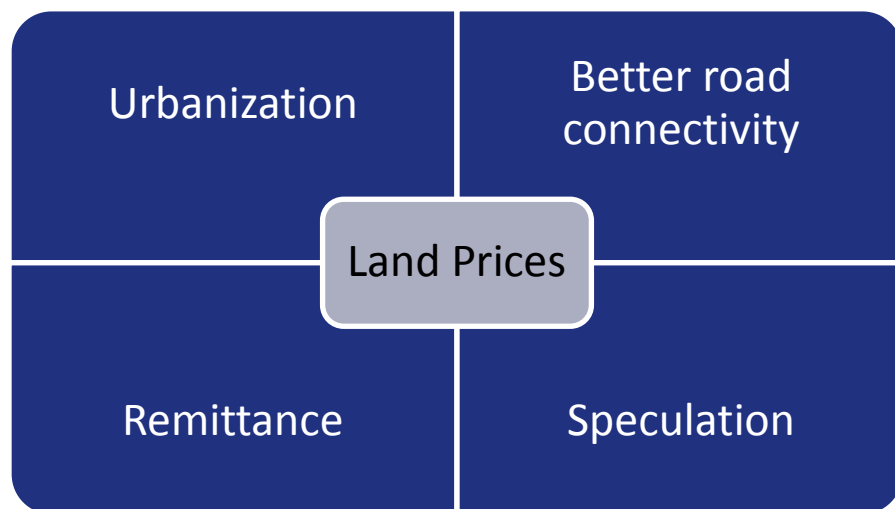 Urbanization
Better road
connectivity
Land Prices
Remittance
Speculation